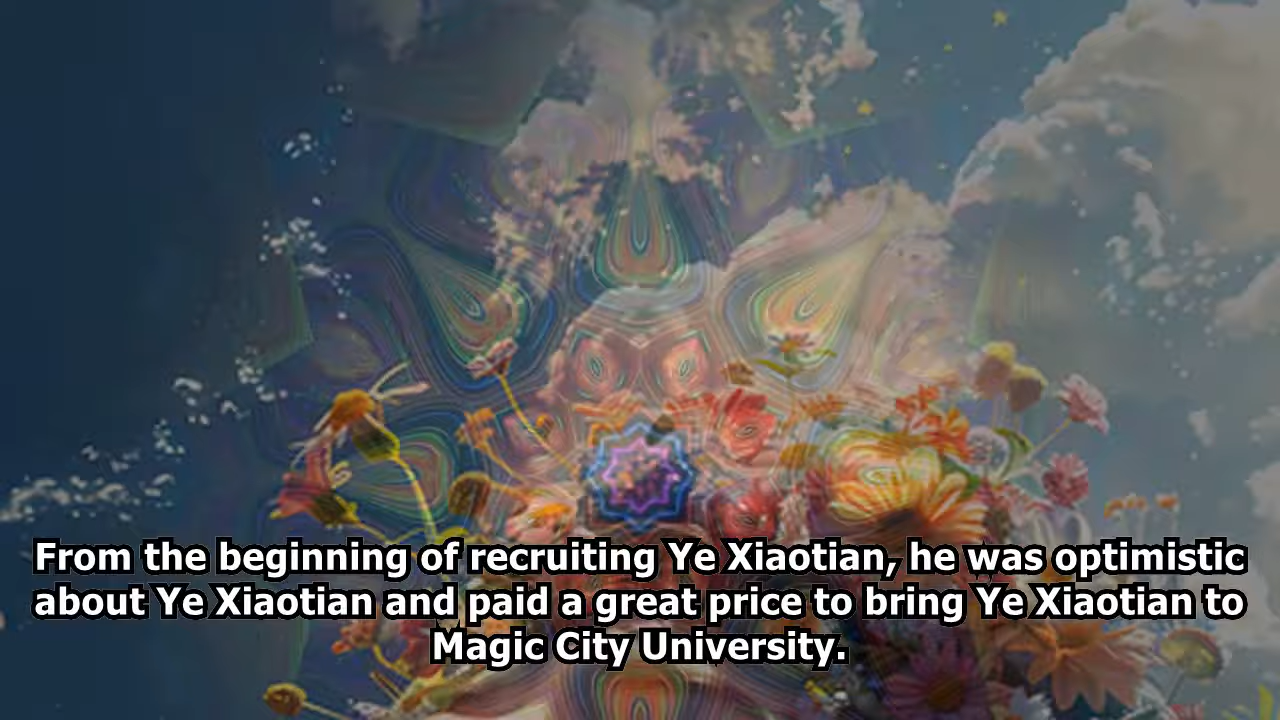 From the beginning of recruiting Ye Xiaotian, he was optimistic
about Ye Xiaotian and paid a great price to bring Ye Xiaotian to
Magic City University.